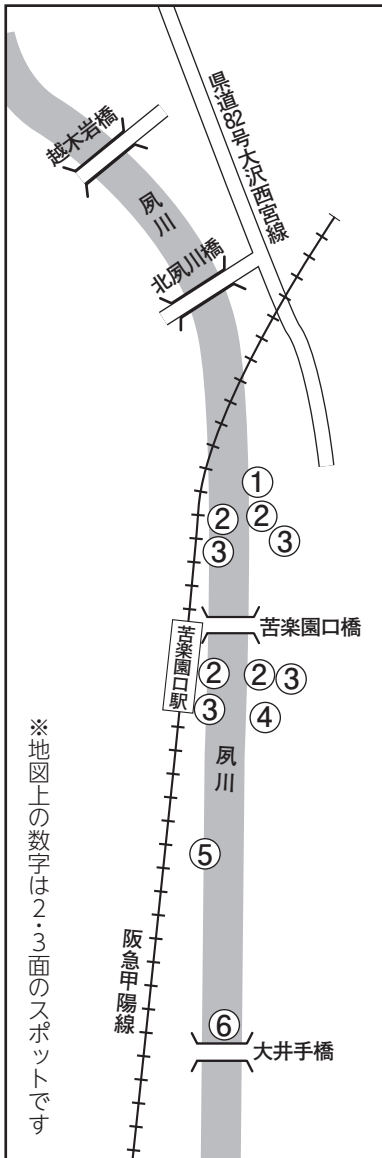 県道82号大沢西宮線
越木岩橋
夙川
北夙川橋
①
②
②
③
③
苦楽園口橋
苦楽園口駅
②
②
③
③
④
夙川
⑤
※地図上の数字は2・3面のスポットです
阪急甲陽線
⑥
大井手橋